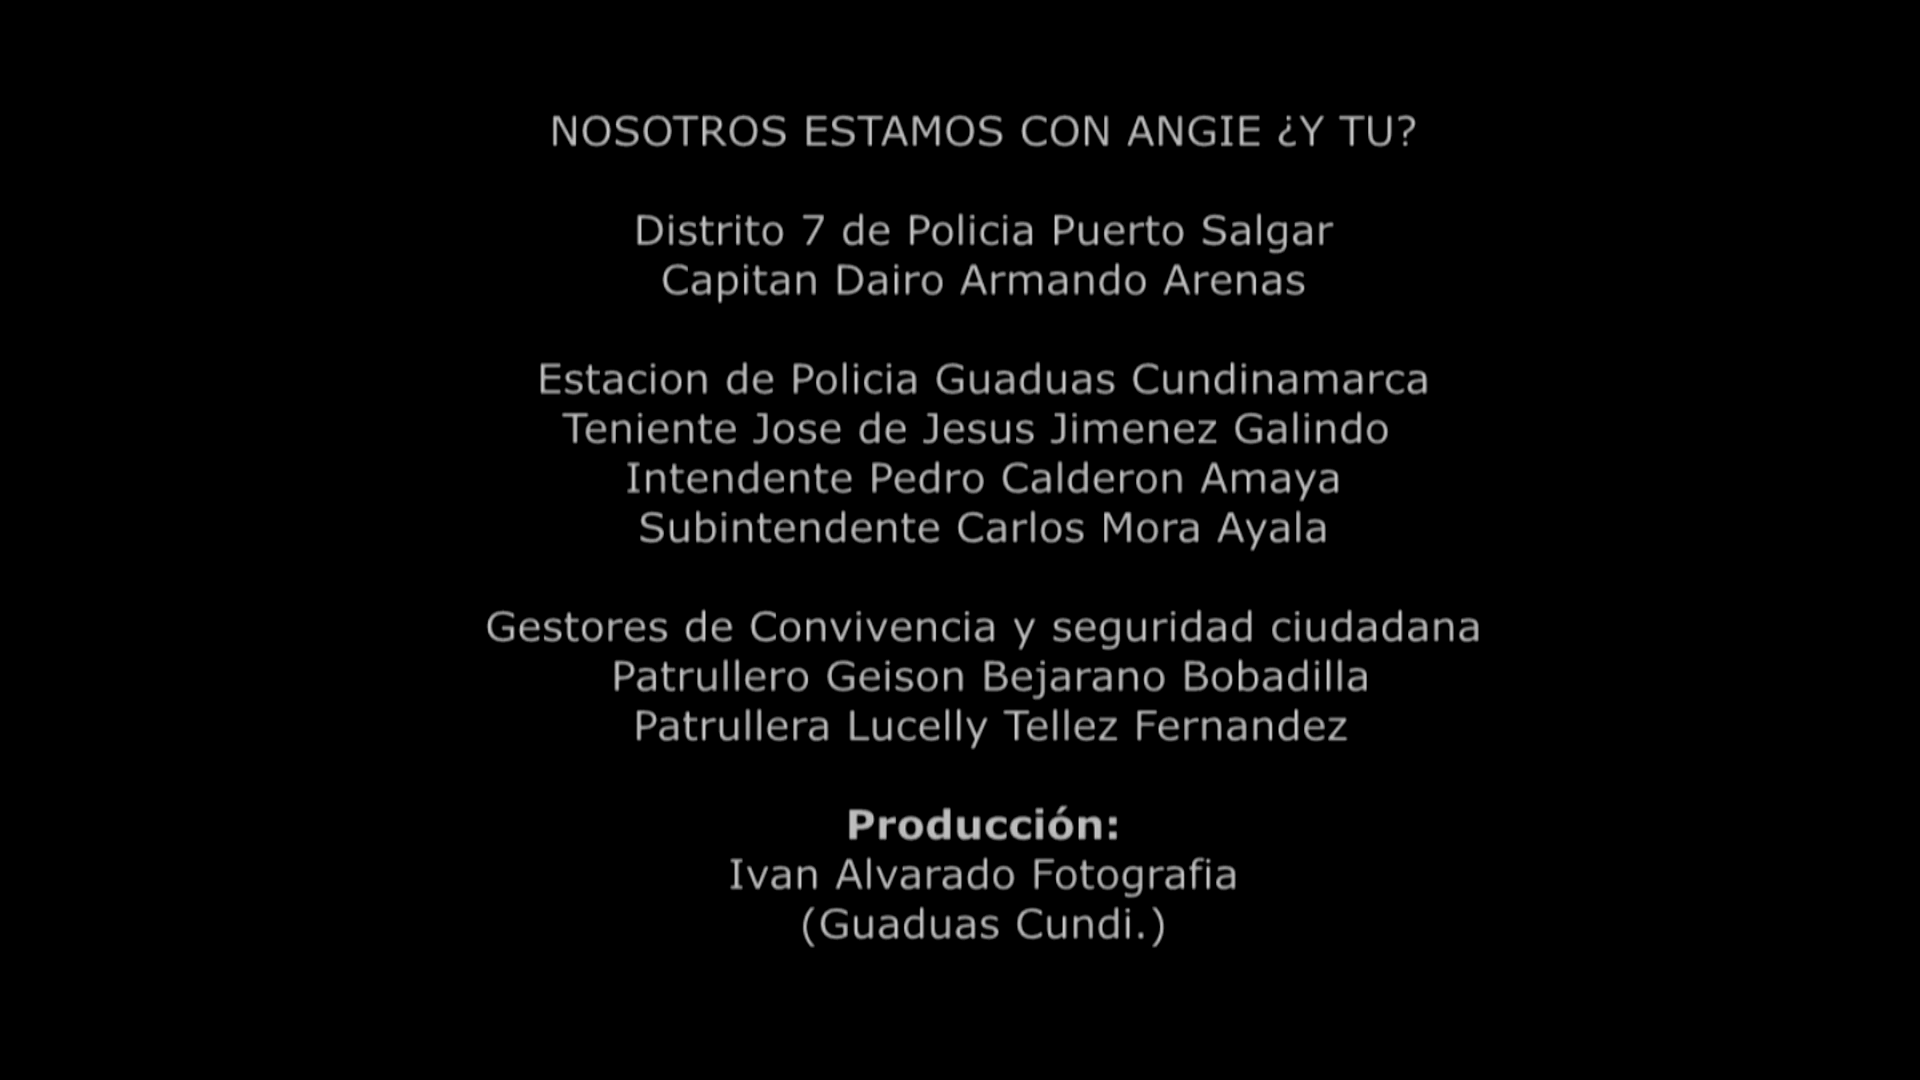 NOSOTROS ESTAMOS CON ANGIE ¿Y TU?
Distrito 7 de Policia Puerto Salgar
Capitan Dairo Armando Arenas
Estacion de Policia Guaduas Cundinamarca
Teniente Jose de Jesus Jimenez Galindo
Intendente Pedro Calderon Amaya
Subintendente Carlos Mora Ayala
Gestores de Convivencia y seguridad ciudadana
Patrullero Geison Bejarano Bobadilla
Patrullera Lucelly Tellez Fernandez
Producción:
Ivan Alvarado Fotografia
(Guaduas Cundi.)